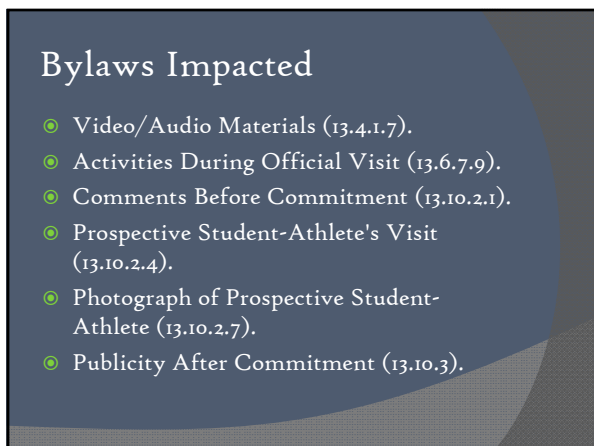 Bylaws Impacted
Video/Audio Materials (13.4.1.7).
Activities During Official Visit (13.6.7.9).
Comments Before Commitment (13.10.2.1).
Prospective Student-Athlete's Visit
(13.10.2.4).
Photograph of Prospective Student-
Athlete (13.10.2.7).
Publicity After Commitment (13.10.3).